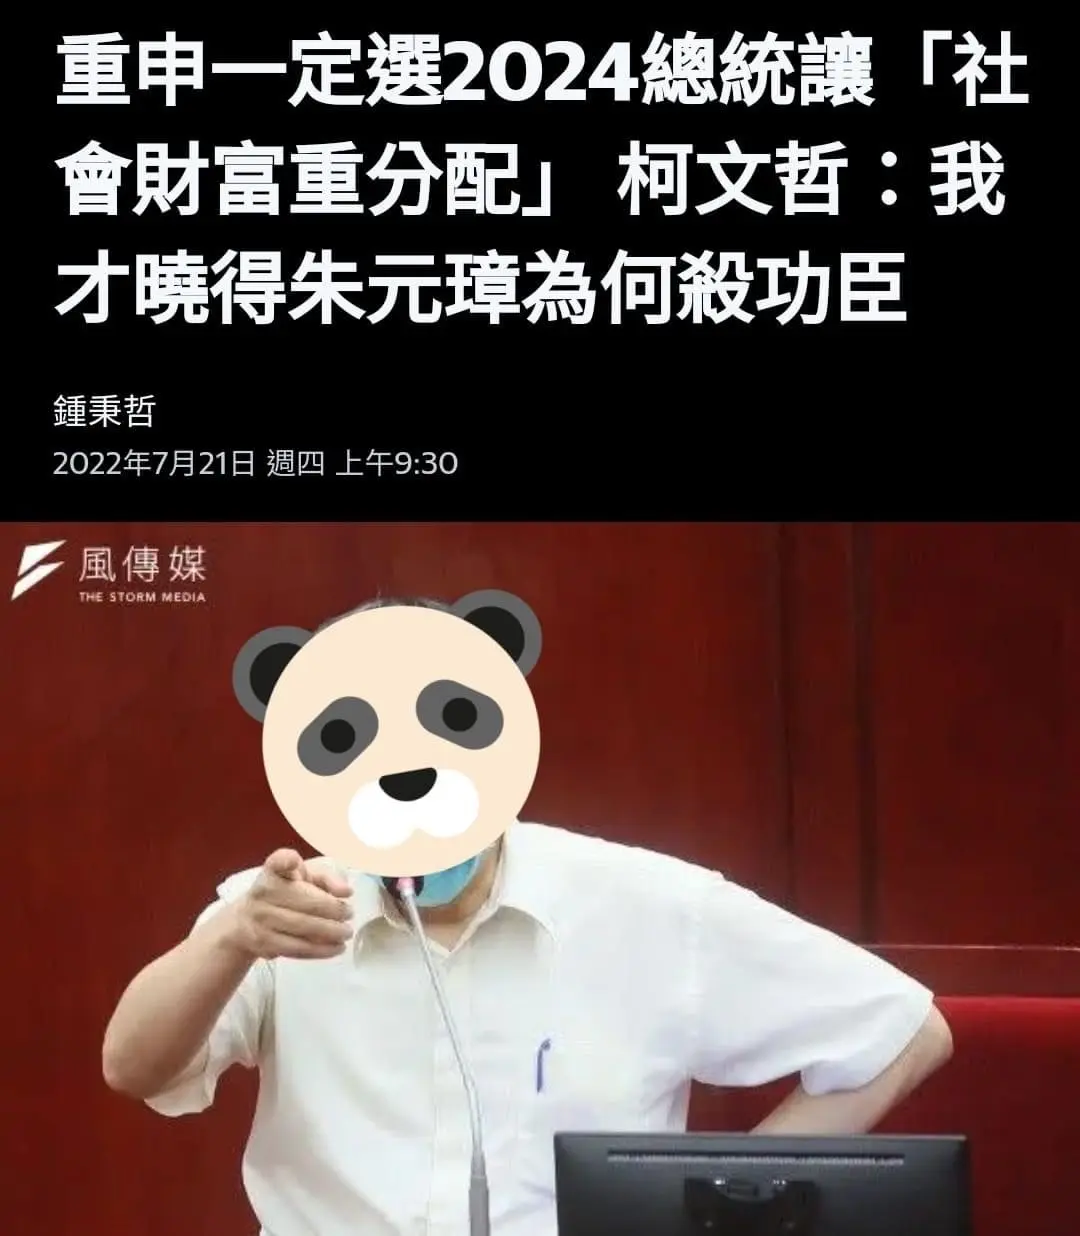 重申一定選2024總統讓「社
會財富重分配」 柯文哲：我
才曉得朱元璋為何殺功臣
鍾秉哲
2022年7月21日 週四 上午9:30
風傳媒
THE STORM MEDIA